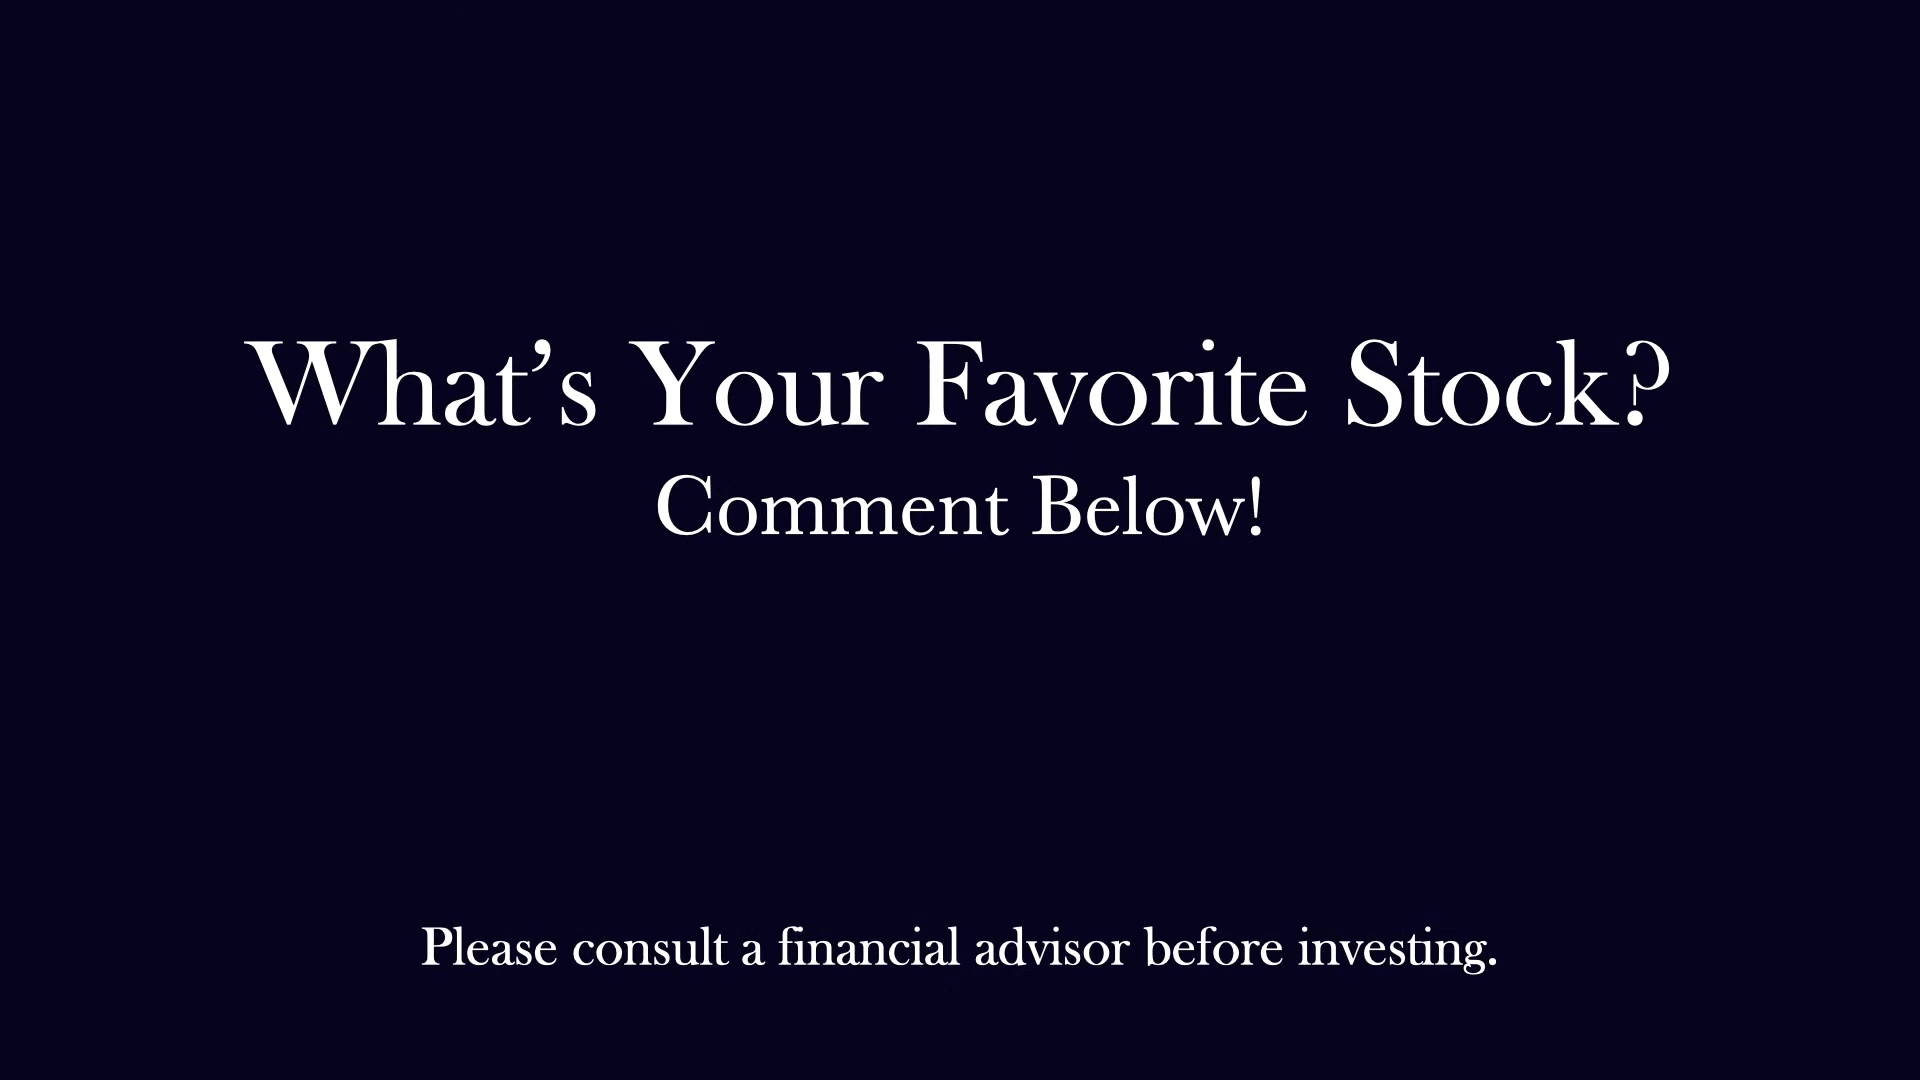 What’s Your Favorite Stock?
Comment Below!
Please consult a financial advisor before investing.